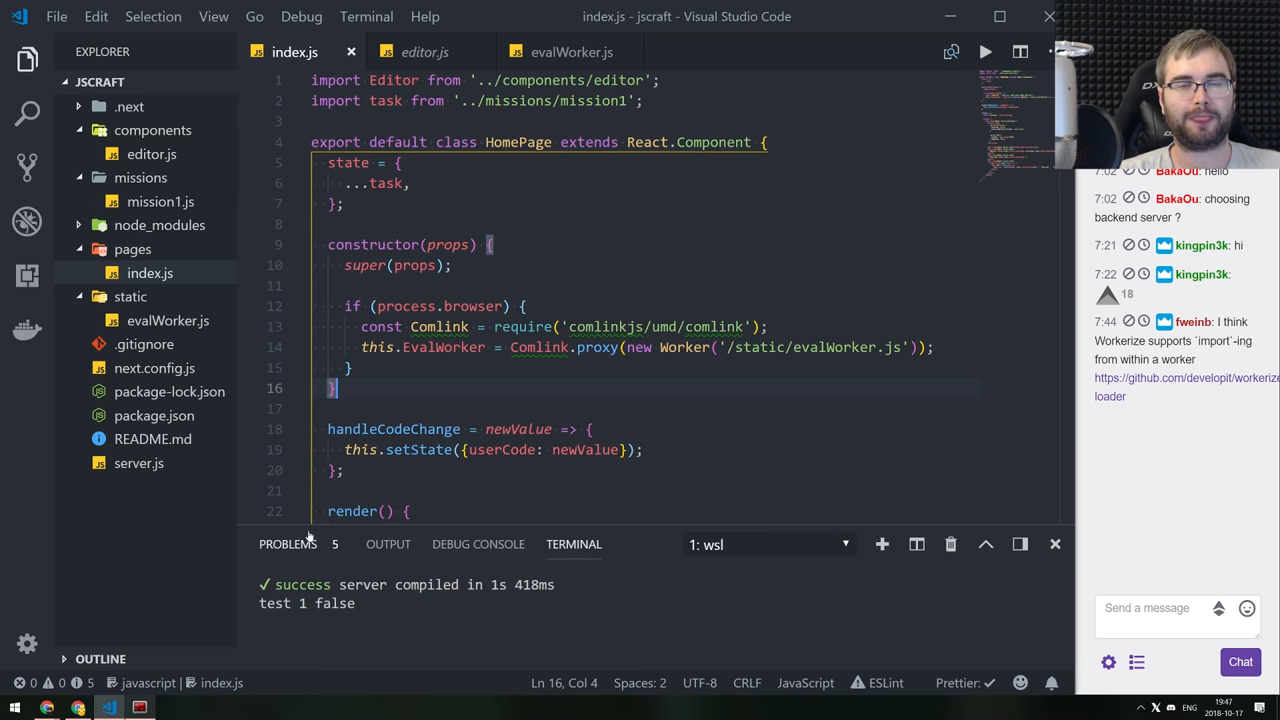 File Edit Selection View Go Debug Terminal Help
index.js - jscraft - Visual Studio Code
EXPLORER
JSCRAFT
.next
components
editor.js
missions
mission1.js
node_modules
pages
index.js
static
evalWorker.js
.gitignore
next.config.js
package-lock.json
package.json
README.md
server.js
OUTLINE
index.js editor.js evalWorker.js
1 import Editor from '../components/editor';
2 import task from '../missions/mission1';
3
4 export default class HomePage extends React.Component {
5 state = {
6 ...task,
7 };
8
9 constructor(props) {
10 super(props);
11
12 if (process.browser) {
13 const Comlink = require('comlinkjs/umd/comlink');
14 this.EvalWorker = Comlink.proxy(new Worker('/static/evalWorker.js'));
15 }
16 }
17
18 handleCodeChange = newValue => {
19 this.setState({userCode: newValue});
20 };
21
22 render() {
PROBLEMS 5 OUTPUT DEBUG CONSOLE TERMINAL 1: wsl
✓ success server compiled in 1s 418ms
test 1 false
0 0 5 javascript index.js Ln 16, Col 4 Spaces: 2 UTF-8 CRLF JavaScript ESLint Prettier: ✓
7:02 BakaOu: hello
7:02 BakaOu: choosing
backend server ?
7:21 kingpin3k: hi
7:22 kingpin3k:
18
7:44 fweinb: I think
Workerize supports `import`-ing
from within a worker
https://github.com/developit/workerize
loader
Send a message
Chat
ENG
19:47
2018-10-17